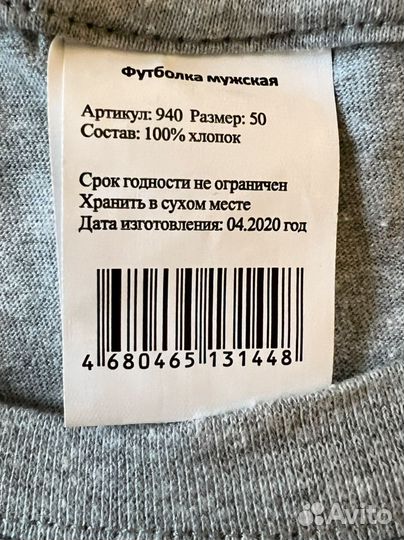 Футболка мужская
Артикул: 940 Размер: 50
Состав: 100% хлопок
Срок годности не ограничен
Хранить в сухом месте
Дата изготовления: 04.2020 год
4 680465 131448
Avito